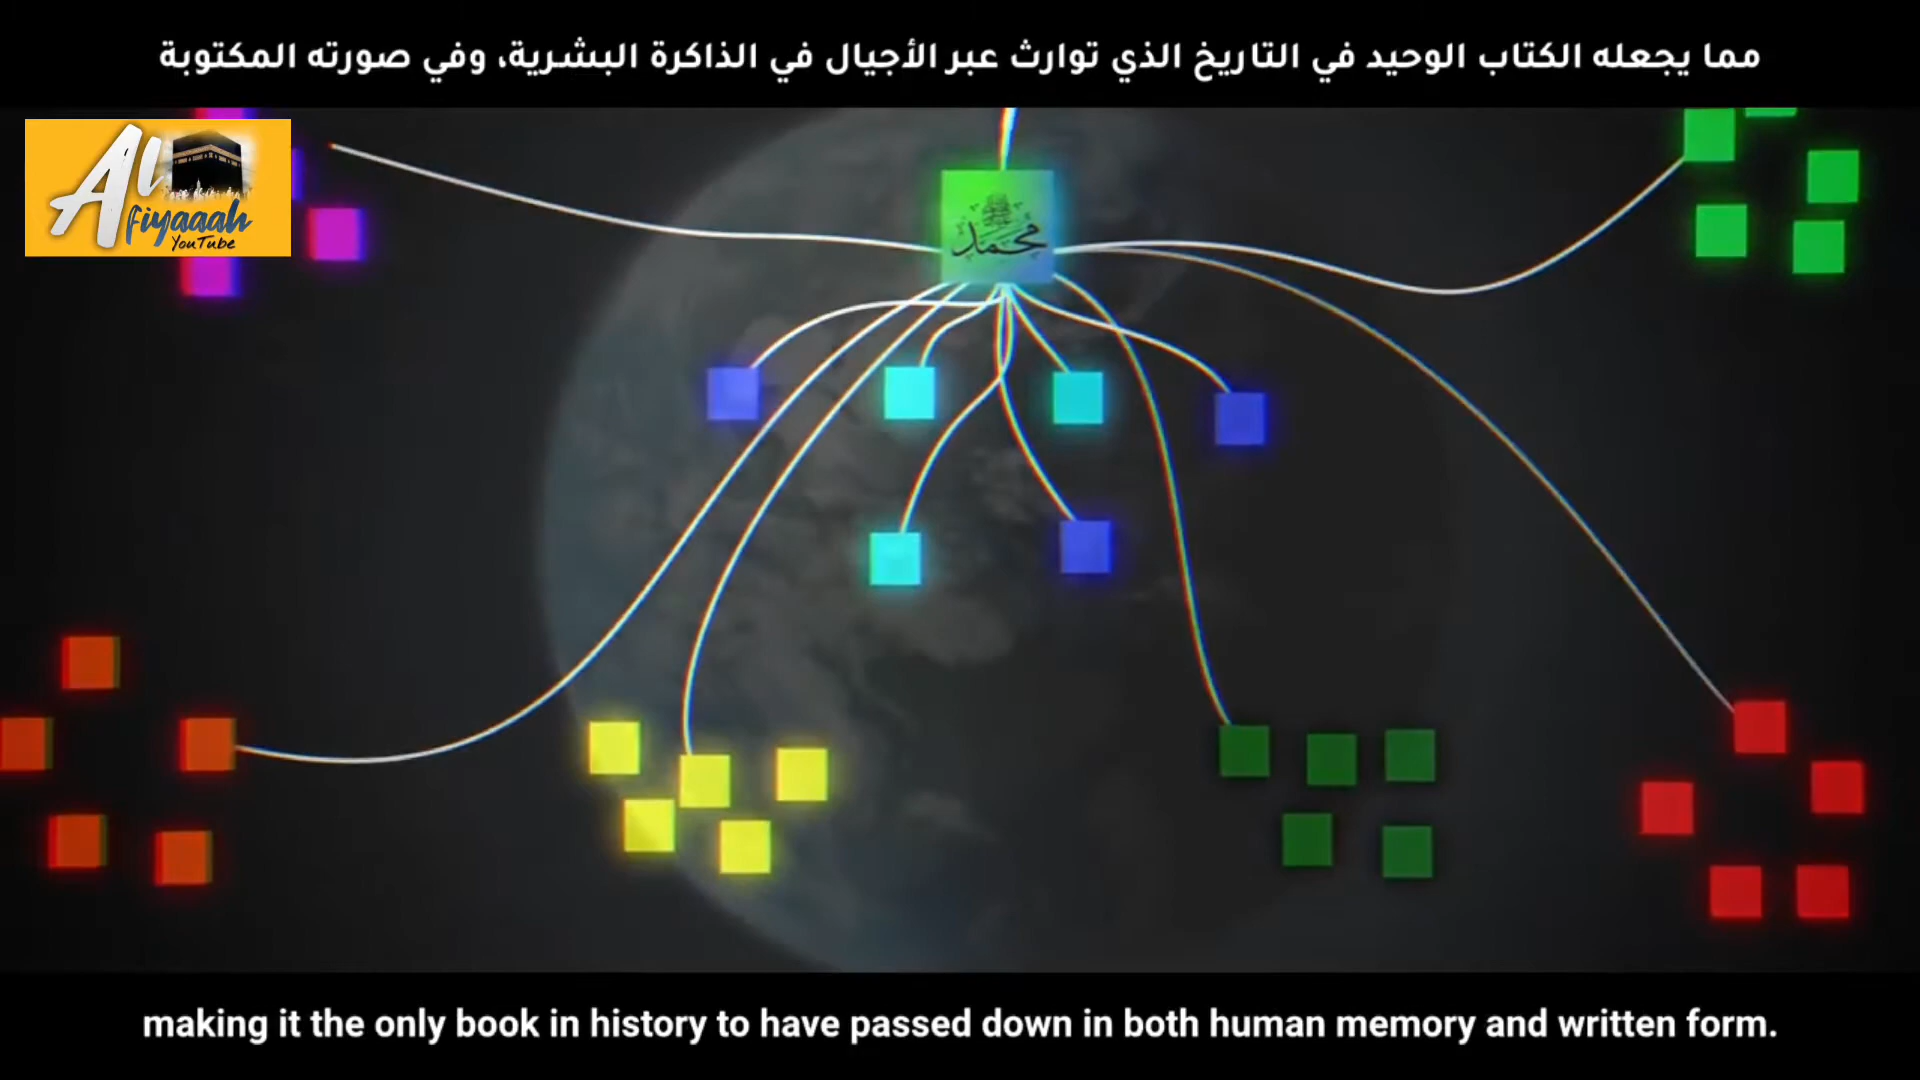 مما يجعله الكتاب الوحيد في التاريخ الذي توارث عبر الأجيال في الذاكرة البشرية، وفي صورته المكتوبة
Al
fiyaaah
YouTube
محمد
making it the only book in history to have passed down in both human memory and written form.